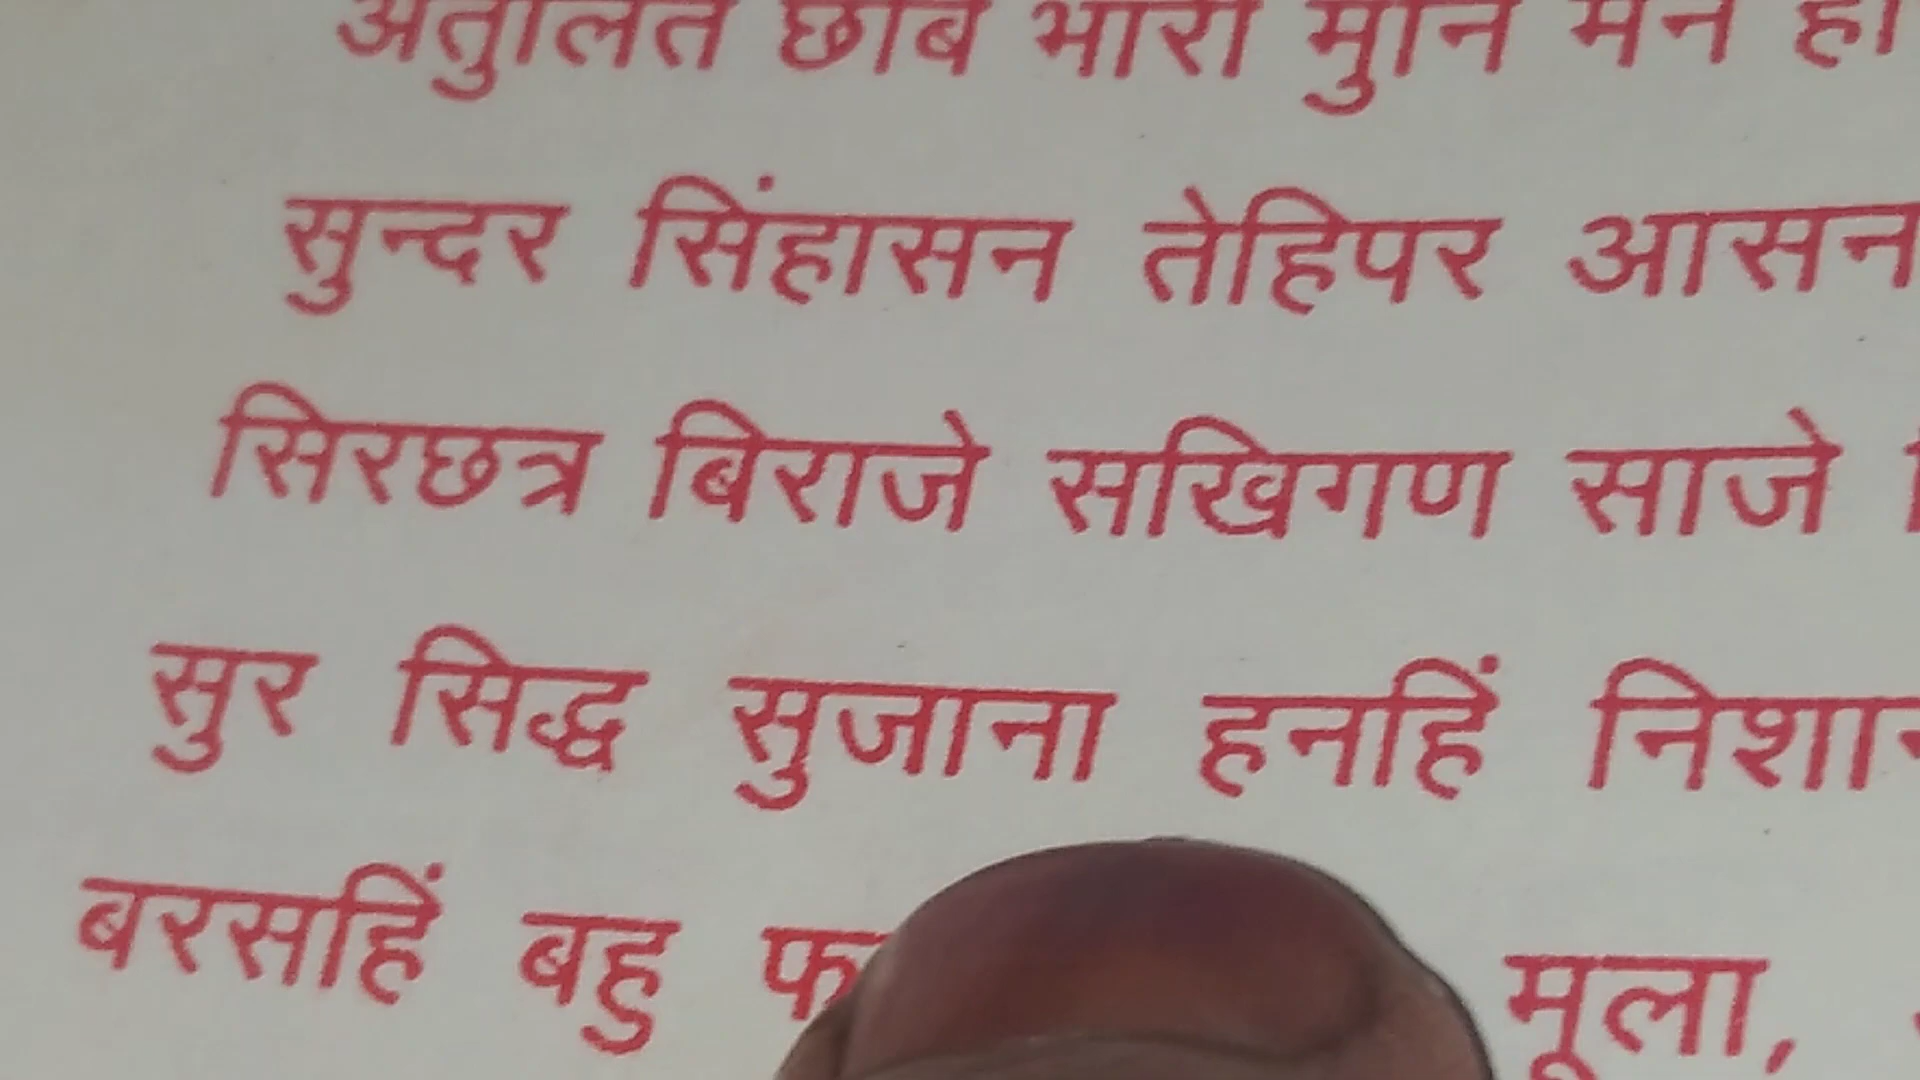 अतुलित छबि भारी मुनि मन
सुन्दर सिंहासन तेहिपर आसन
सिरछत्र बिराजे सखिगण साजे
सुर सिद्ध सुजाना हनहिं
बरसहिं बहु मूला,